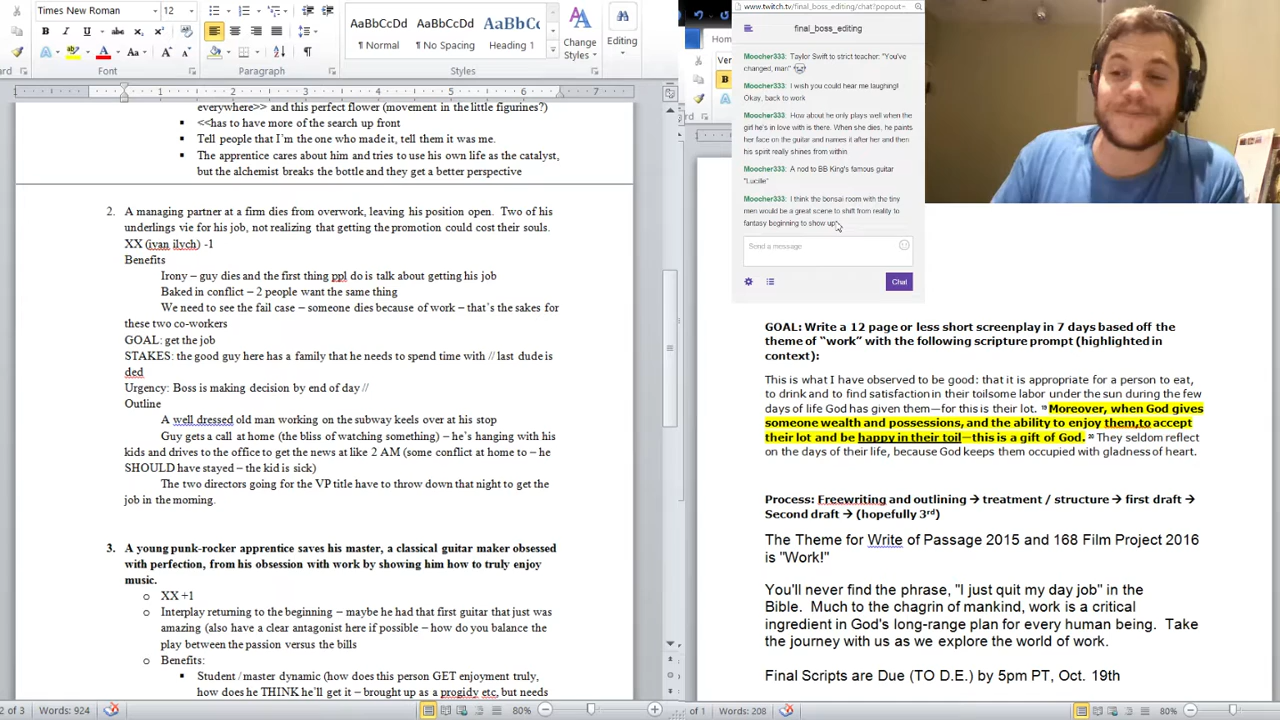 Times New Roman
12
AaBbCcDd
AaBbCcDd
AaBbC
¶ Normal
¶ No Spacing
Heading 1
Change
Styles
Editing
Font
Paragraph
Styles
everywhere>> and this perfect flower (movement in the little figurines?)
<<has to have more of the search up front
Tell people that I'm the one who made it, tell them it was me.
The apprentice cares about him and tries to use his own life as the catalyst,
but the alchemist breaks the bottle and they get a better perspective
2. A managing partner at a firm dies from overwork, leaving his position open. Two of his
underlings vie for his job, not realizing that getting the promotion could cost their souls.
XX (ivan ilych) -1
Benefits
Irony – guy dies and the first thing ppl do is talk about getting his job
Baked in conflict – 2 people want the same thing
We need to see the fail case – someone dies because of work – that's the sakes for
these two co-workers
GOAL: get the job
STAKES: the good guy here has a family that he needs to spend time with // last dude is
ded
Urgency: Boss is making decision by end of day //
Outline
A well dressed old man working on the subway keels over at his stop
Guy gets a call at home (the bliss of watching something) – he's hanging with his
kids and drives to the office to get the news at like 2 AM (some conflict at home to – he
SHOULD have stayed – the kid is sick)
The two directors going for the VP title have to throw down that night to get the
job in the morning.
3. A young punk-rocker apprentice saves his master, a classical guitar maker obsessed
with perfection, from his obsession with work by showing him how to truly enjoy
music.
XX +1
Interplay returning to the beginning – maybe he had that first guitar that just was
amazing (also have a clear antagonist here if possible – how do you balance the
play between the passion versus the bills
Benefits:
Student / master dynamic (how does this person GET enjoyment truly,
how does he THINK he'll get it – brought up as a progidy etc, but needs
2 of 3
Words: 924
80%
www.twitch.tv/final_boss_editing/chat?popout=
final_boss_editing
Moocher333: Taylor Swift to strict teacher: "You've
changed, man"
Moocher333: I wish you could hear me laughing!
Okay, back to work
Moocher333: How about he only plays well when the
girl he's in love with is there. When she dies, he paints
her face on the guitar and names it after her and then
his spirit really shines from within.
Moocher333: A nod to BB King's famous guitar
"Lucille"
Moocher333: I think the bonsai room with the tiny
men would be a great scene to shift from reality to
fantasy beginning to show up
Send a message
Chat
GOAL: Write a 12 page or less short screenplay in 7 days based off the
theme of "work" with the following scripture prompt (highlighted in
context):
This is what I have observed to be good: that it is appropriate for a person to eat,
to drink and to find satisfaction in their toilsome labor under the sun during the few
days of life God has given them—for this is their lot. 19 Moreover, when God gives
someone wealth and possessions, and the ability to enjoy them,to accept
their lot and be happy in their toil—this is a gift of God. 20 They seldom reflect
on the days of their life, because God keeps them occupied with gladness of heart.
Process: Freewriting and outlining → treatment / structure → first draft →
Second draft → (hopefully 3rd)
The Theme for Write of Passage 2015 and 168 Film Project 2016
is "Work!"
You'll never find the phrase, "I just quit my day job" in the
Bible. Much to the chagrin of mankind, work is a critical
ingredient in God's long-range plan for every human being. Take
the journey with us as we explore the world of work.
Final Scripts are Due (TO D.E.) by 5pm PT, Oct. 19th
of 1
Words: 208
80%